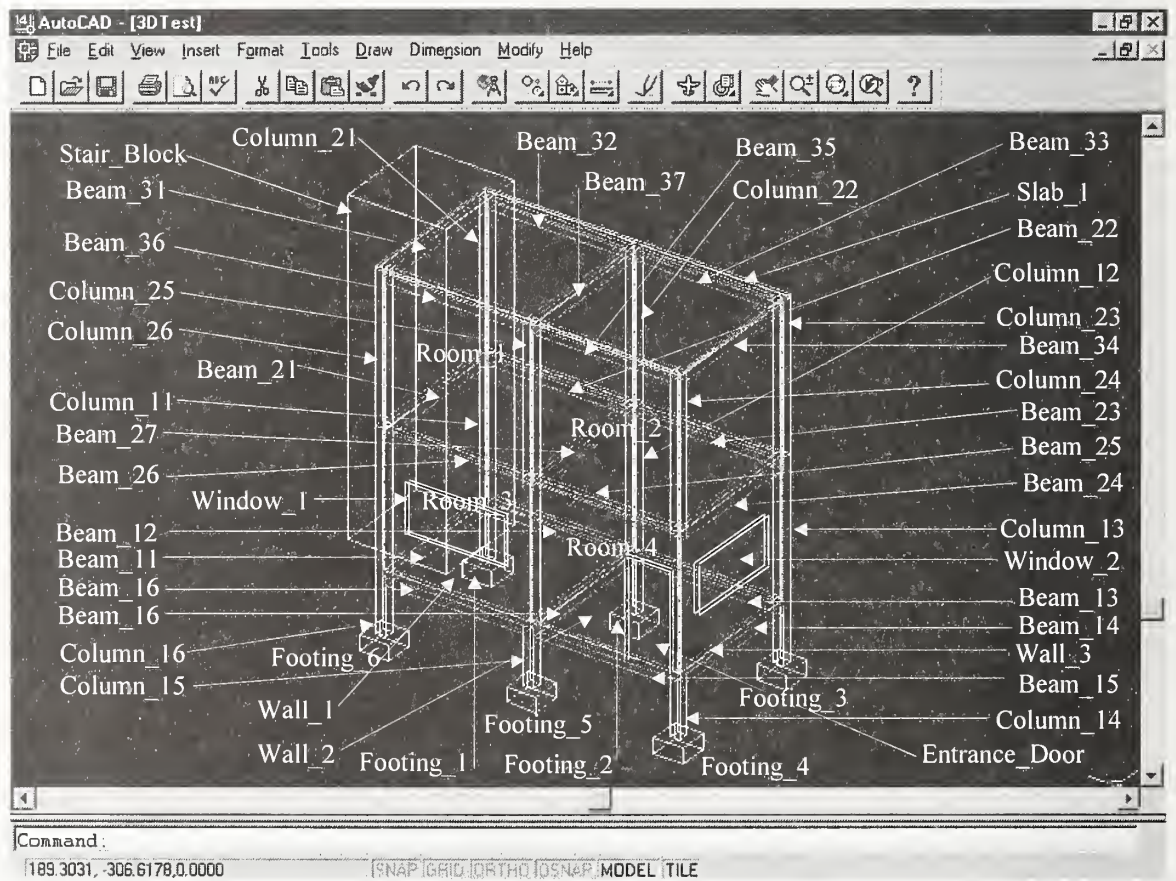 AutoCAD - [3DTest]
File Edit View Insert Format Tools Draw Dimension Modify Help
Column_21
Beam_32
Beam_35
Beam_33
Stair_Block
Beam_37
Column_22
Slab_1
Beam_31
Beam_22
Beam_36
Column_12
Column_25
Column_23
Column_26
Room_1
Beam_34
Beam_21
Column_24
Column_11
Beam_23
Beam_27
Room_2
Beam_25
Beam_26
Beam_24
Window_1
Room_3
Column_13
Beam_12
Room_4
Window_2
Beam_11
Beam_16
Beam_13
Beam_16
Beam_14
Column_16
Footing_6
Wall_3
Column_15
Beam_15
Footing_3
Wall_1
Footing_5
Column_14
Wall_2
Footing_1
Footing_2
Footing_4
Entrance_Door
Command:
189.3031, -306.6178,0.0000 SNAP GRID ORTHO OSNAP MODEL TILE